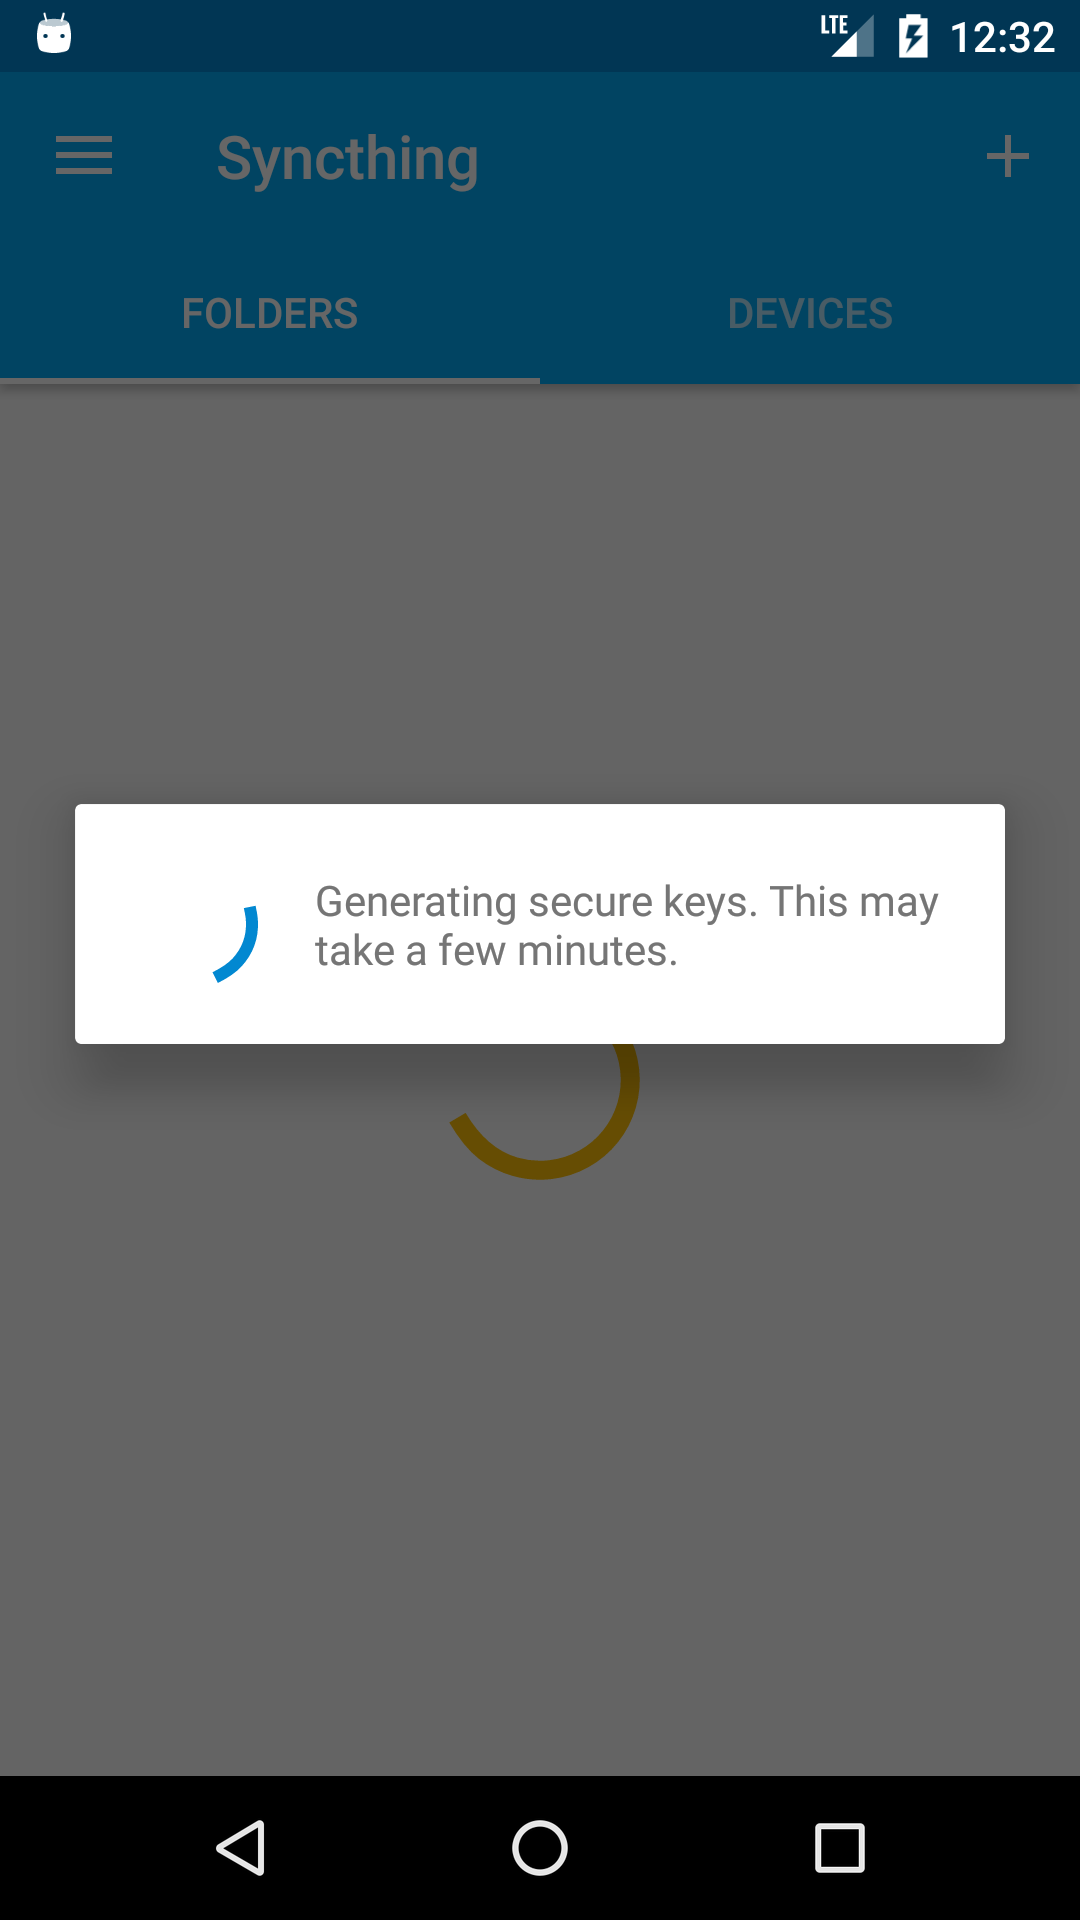 LTE 12:32
Syncthing
FOLDERS DEVICES
Generating secure keys. This may
take a few minutes.